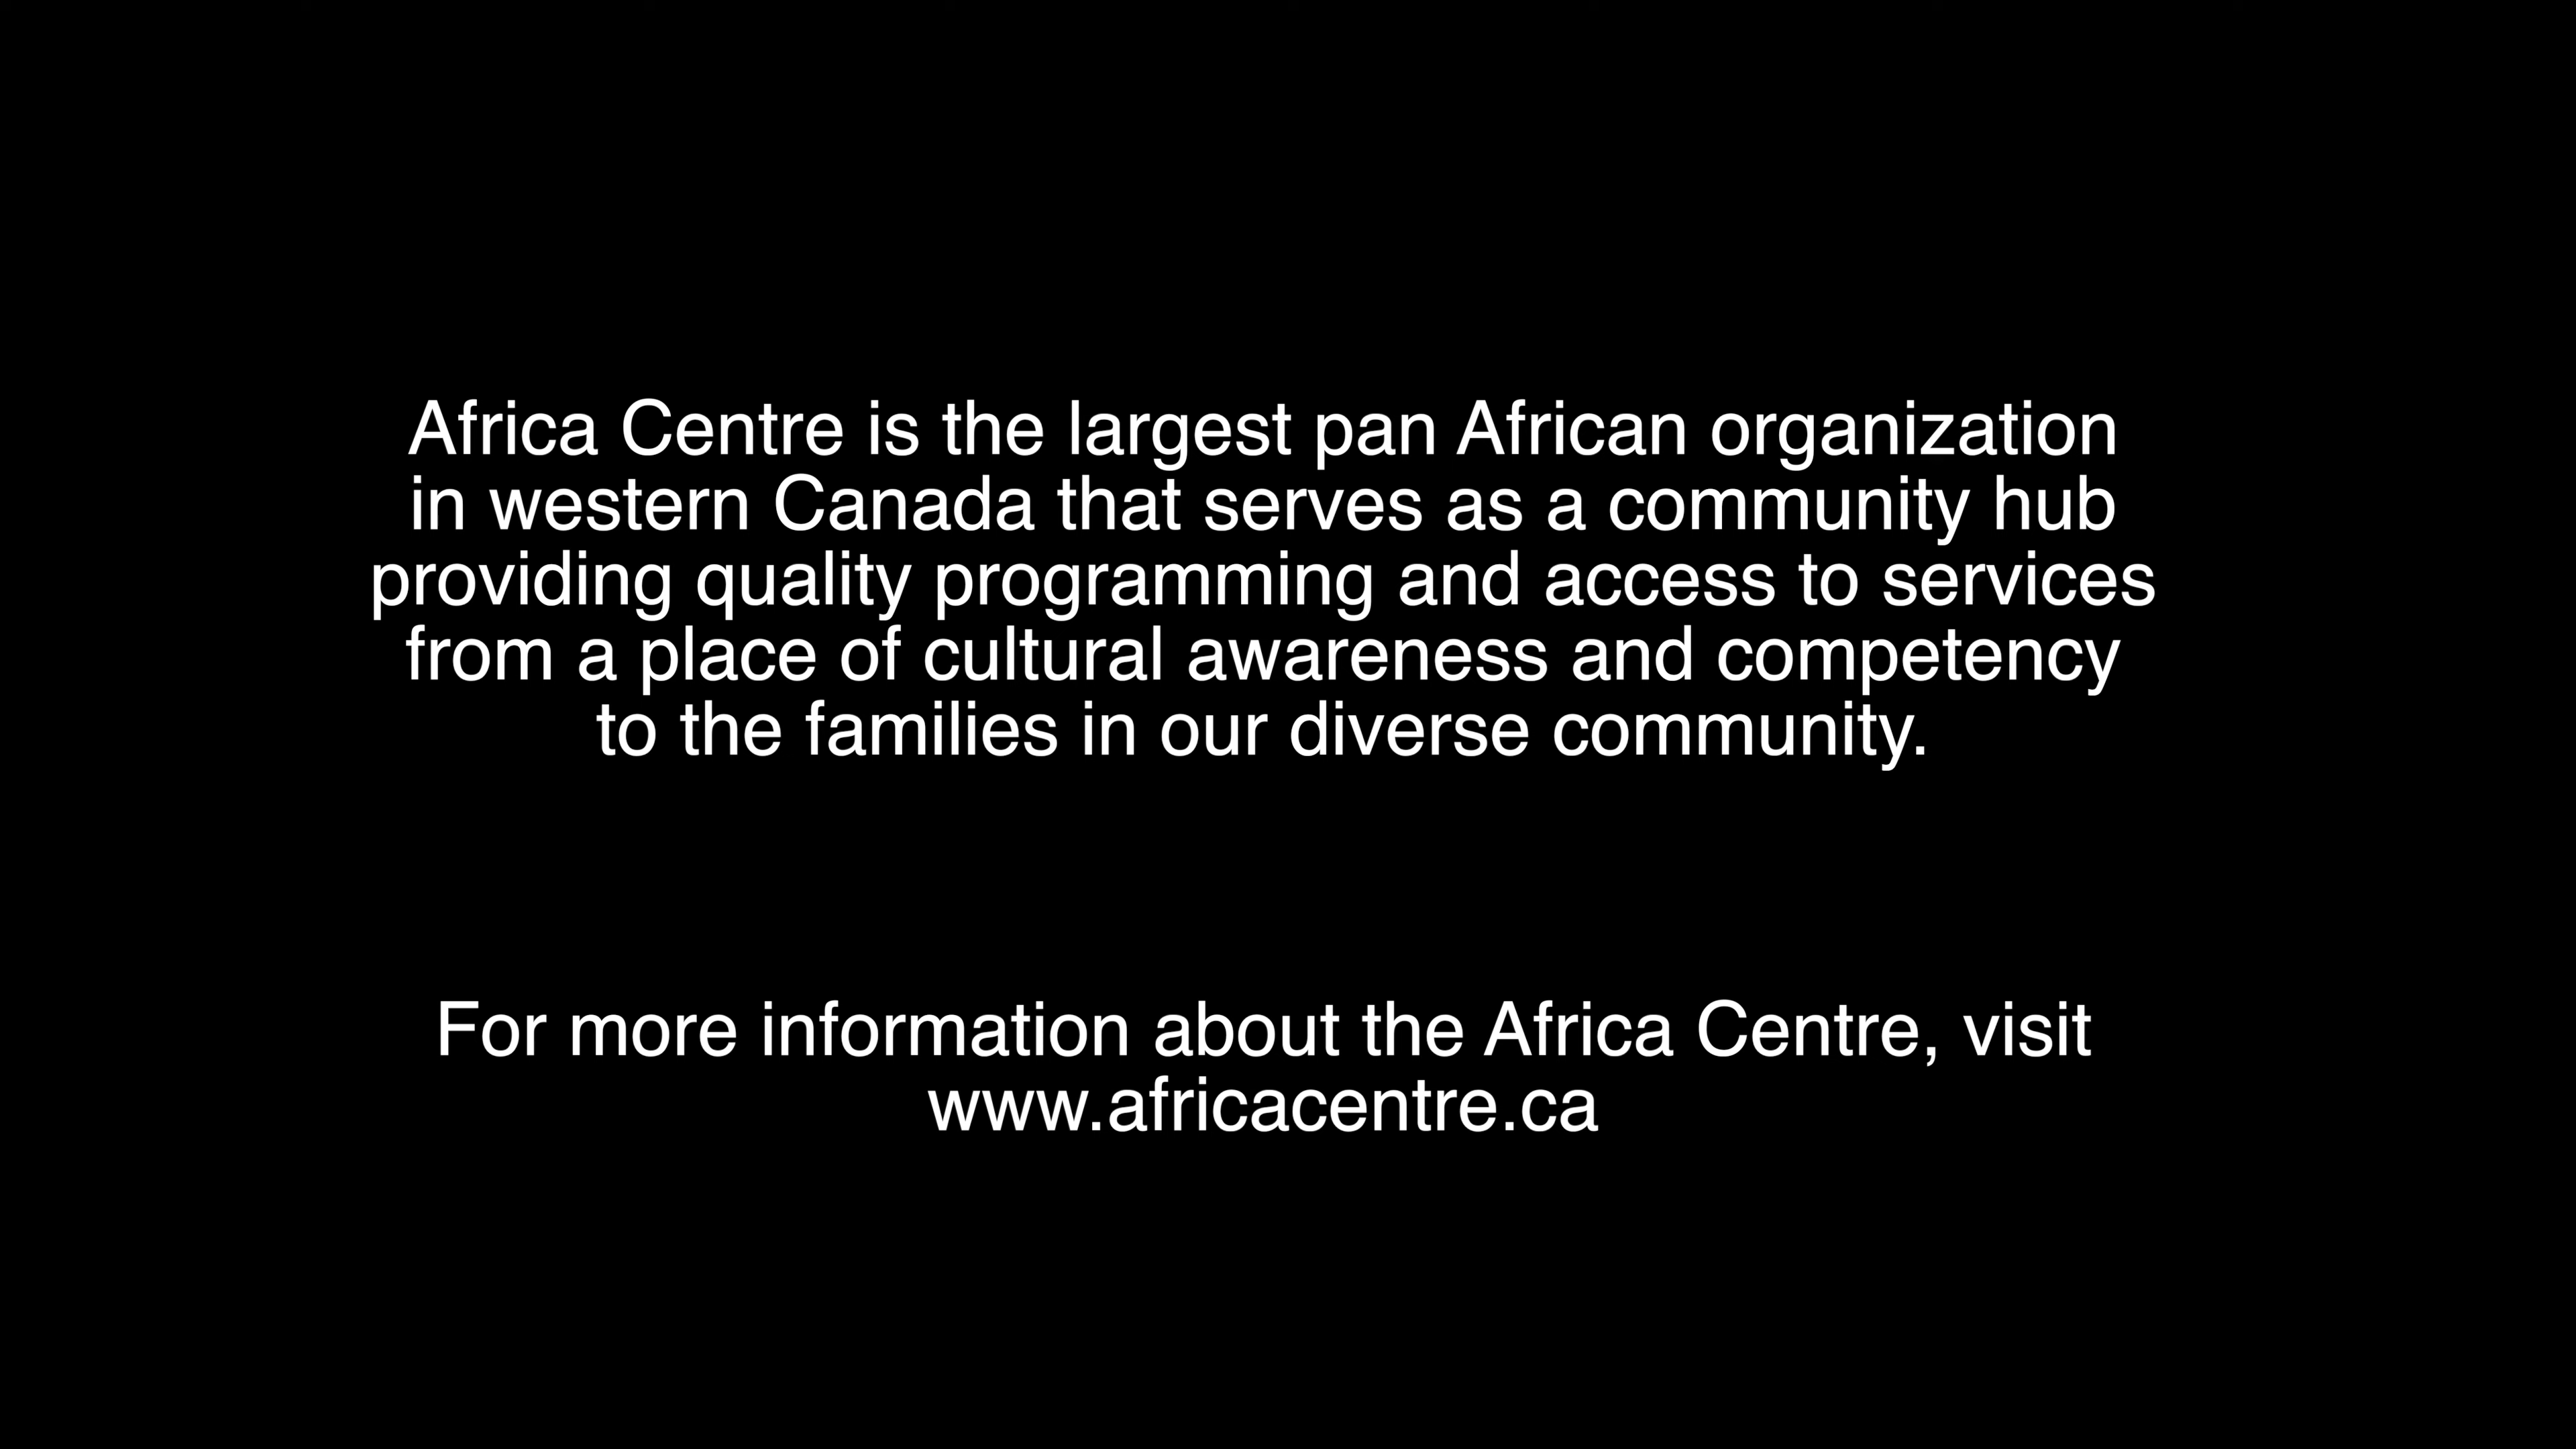 Africa Centre is the largest pan African organization
in western Canada that serves as a community hub
providing quality programming and access to services
from a place of cultural awareness and competency
to the families in our diverse community.
For more information about the Africa Centre, visit
www.africacentre.ca